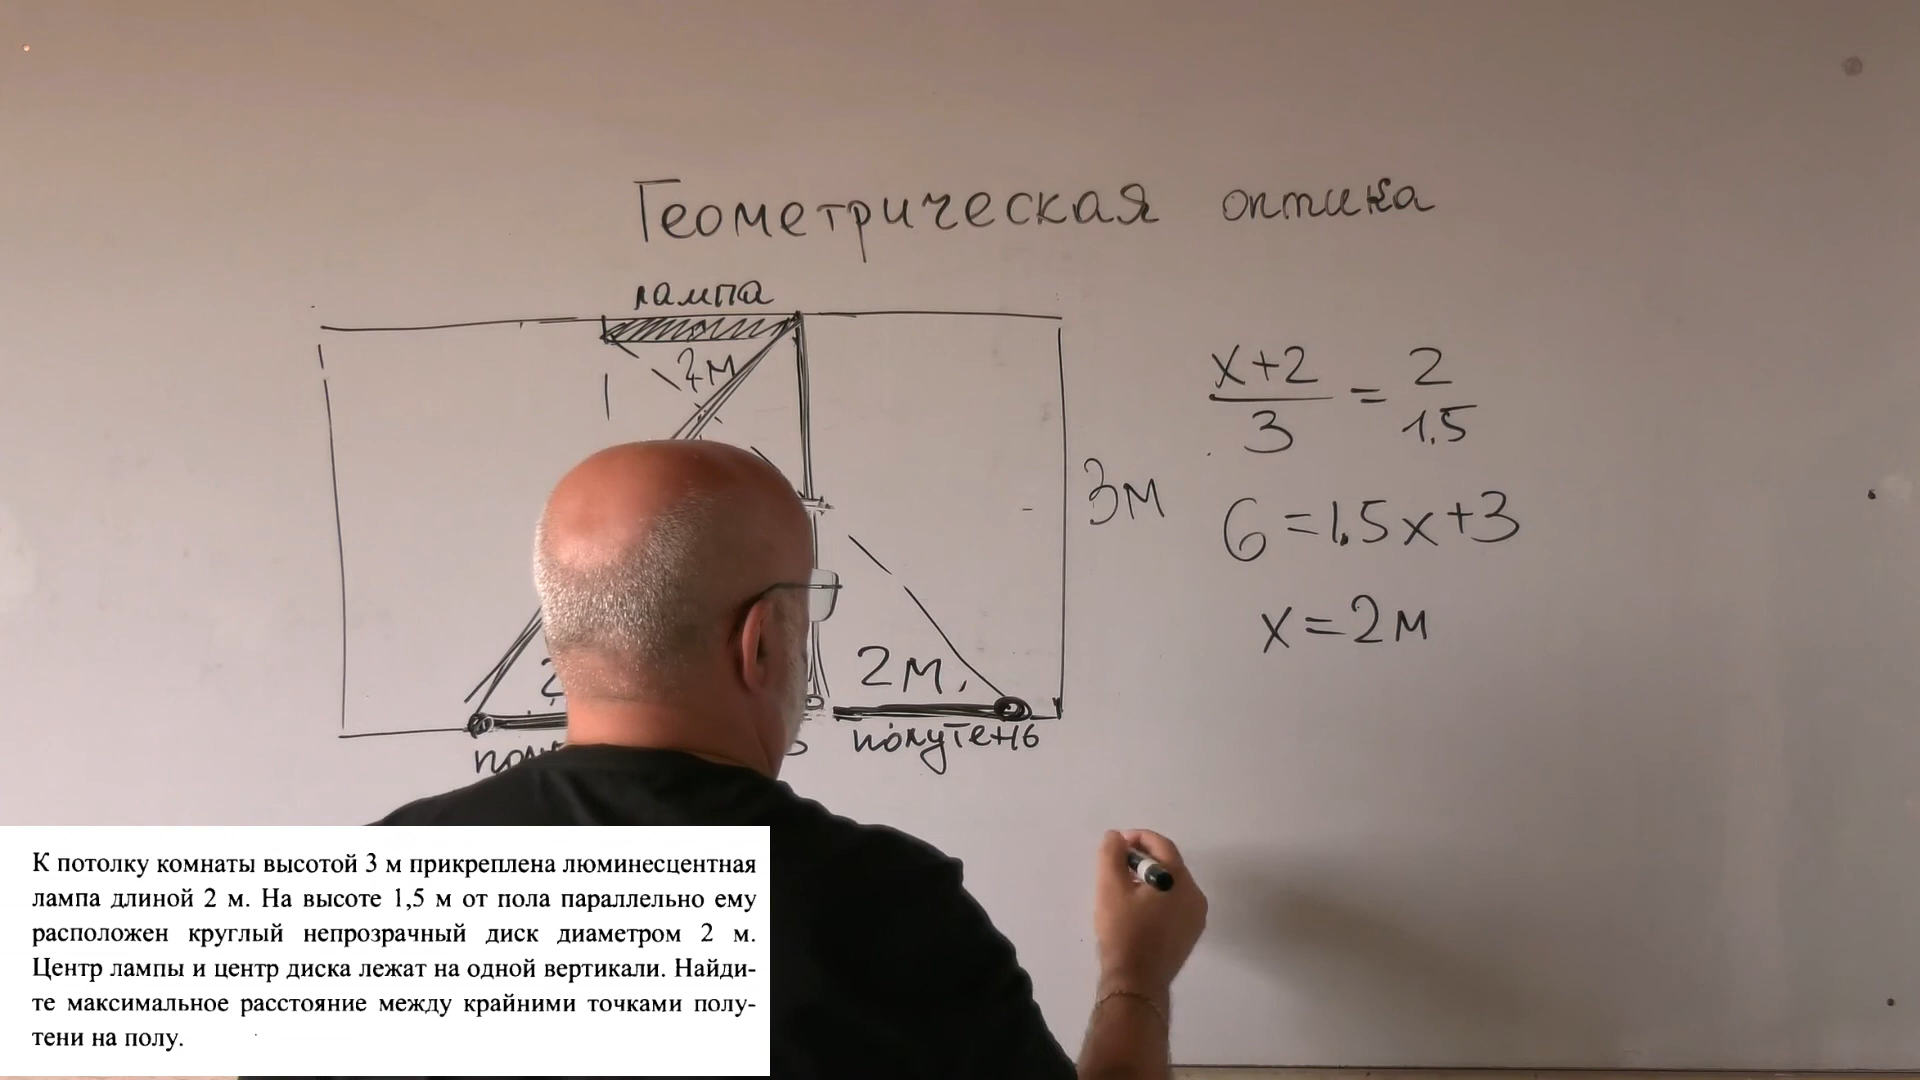 Геометрическая оптика
лампа
2м
3м
2м
полутень
x+2/3 = 2/1.5
6 = 1.5x+3
x = 2м
К потолку комнаты высотой 3 м прикреплена люминесцентная
лампа длиной 2 м. На высоте 1,5 м от пола параллельно ему
расположен круглый непрозрачный диск диаметром 2 м.
Центр лампы и центр диска лежат на одной вертикали. Найди-
те максимальное расстояние между крайними точками полу-
тени на полу.